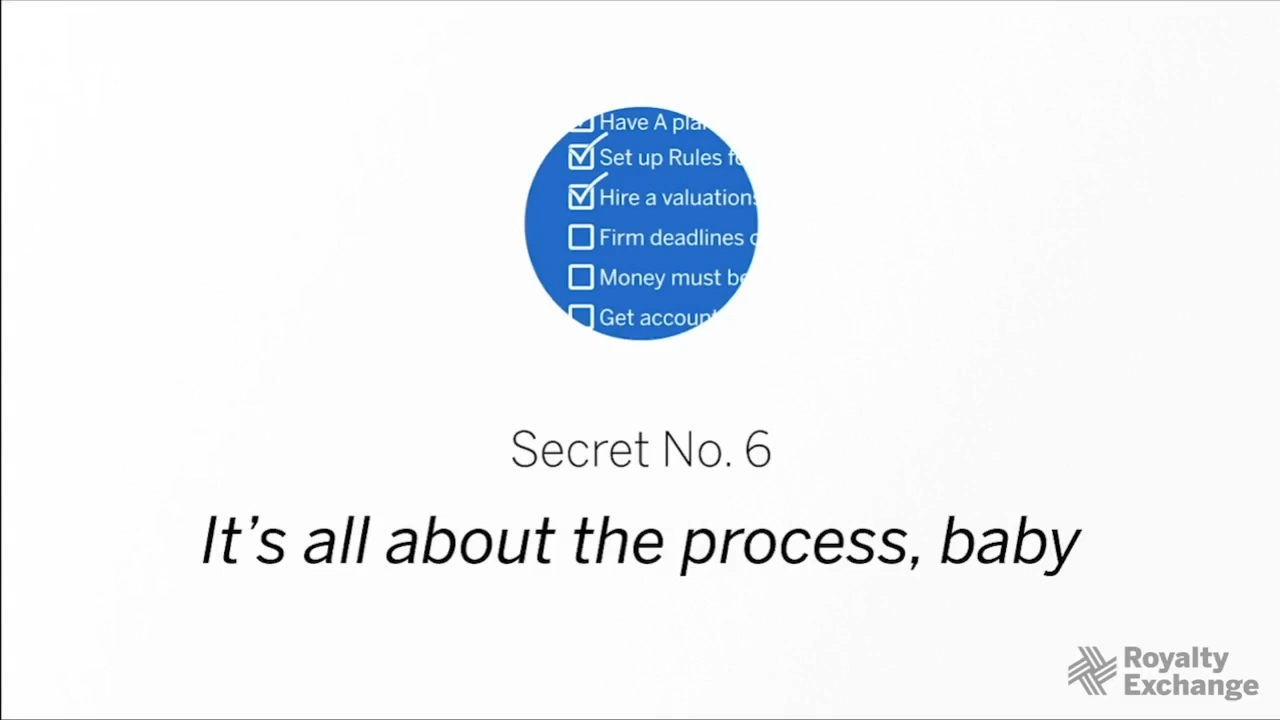 Have A
Set up Rules
Hire a valuations
Firm deadlines
Money must
Get
Secret No. 6
It's all about the process, baby
Royalty
Exchange